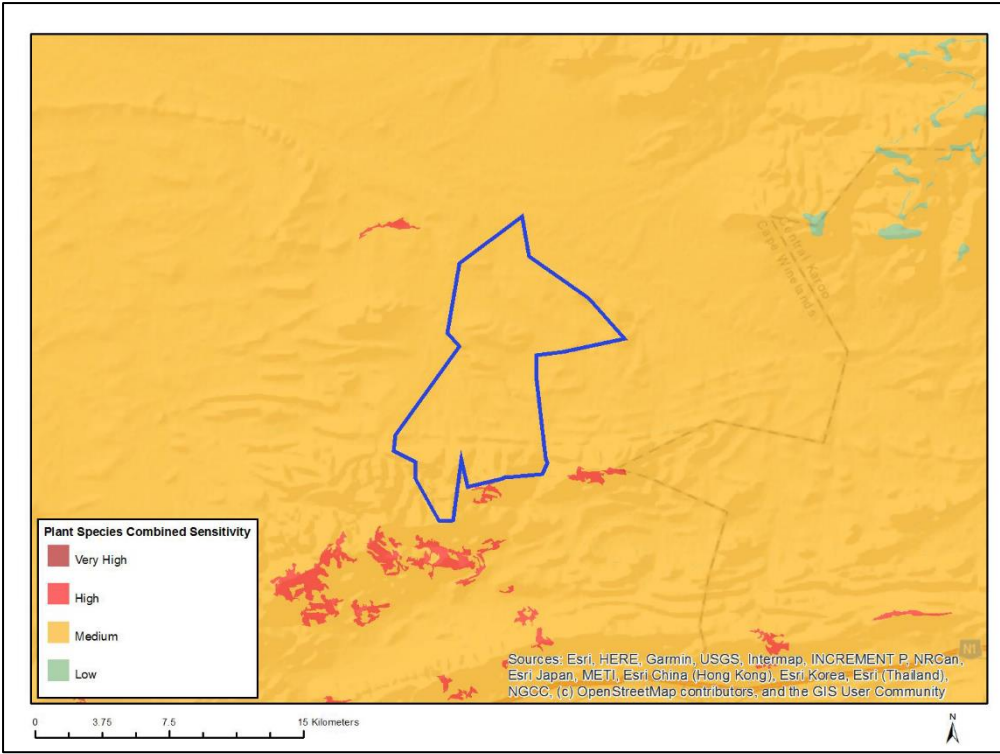 Central Karoo
Cape Winelands
Plant Species Combined Sensitivity
Very High
High
Medium
Low
N1
Sources: Esri, HERE, Garmin, USGS, Intermap, INCREMENT P, NRCan,
Esri Japan, METI, Esri China (Hong Kong), Esri Korea, Esri (Thailand),
NGCC, (c) OpenStreetMap contributors, and the GIS User Community
0 3.75 7.5 15 Kilometers
N